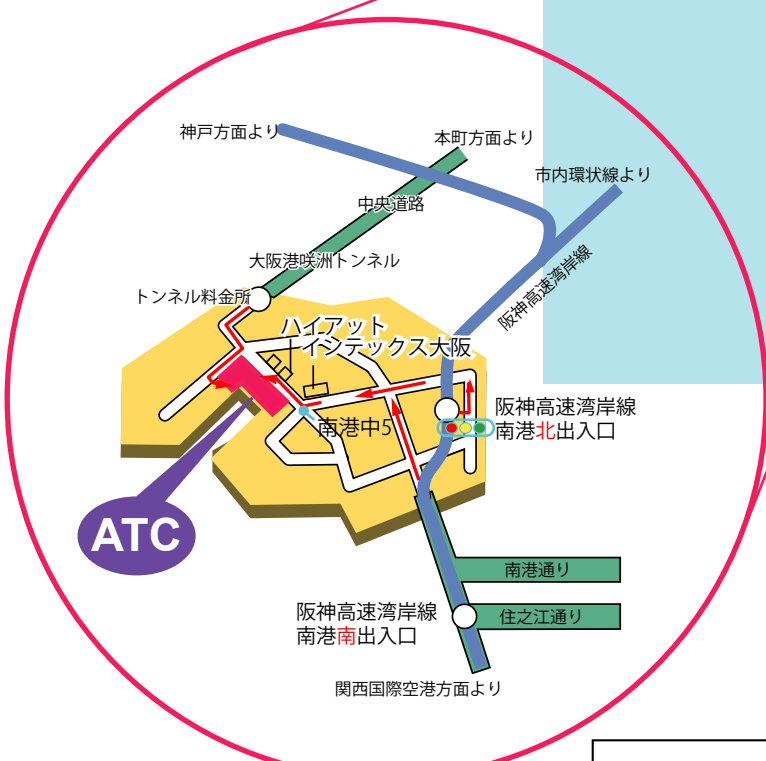 神戸方面より
本町方面より
市内環状線より
中央道路
大阪港咲洲トンネル
阪神高速湾岸線
トンネル料金所
ハイアット
インテックス大阪
阪神高速湾岸線
南港北出入口
南港中5
ATC
南港通り
阪神高速湾岸線
南港南出入口
住之江通り
関西国際空港方面より